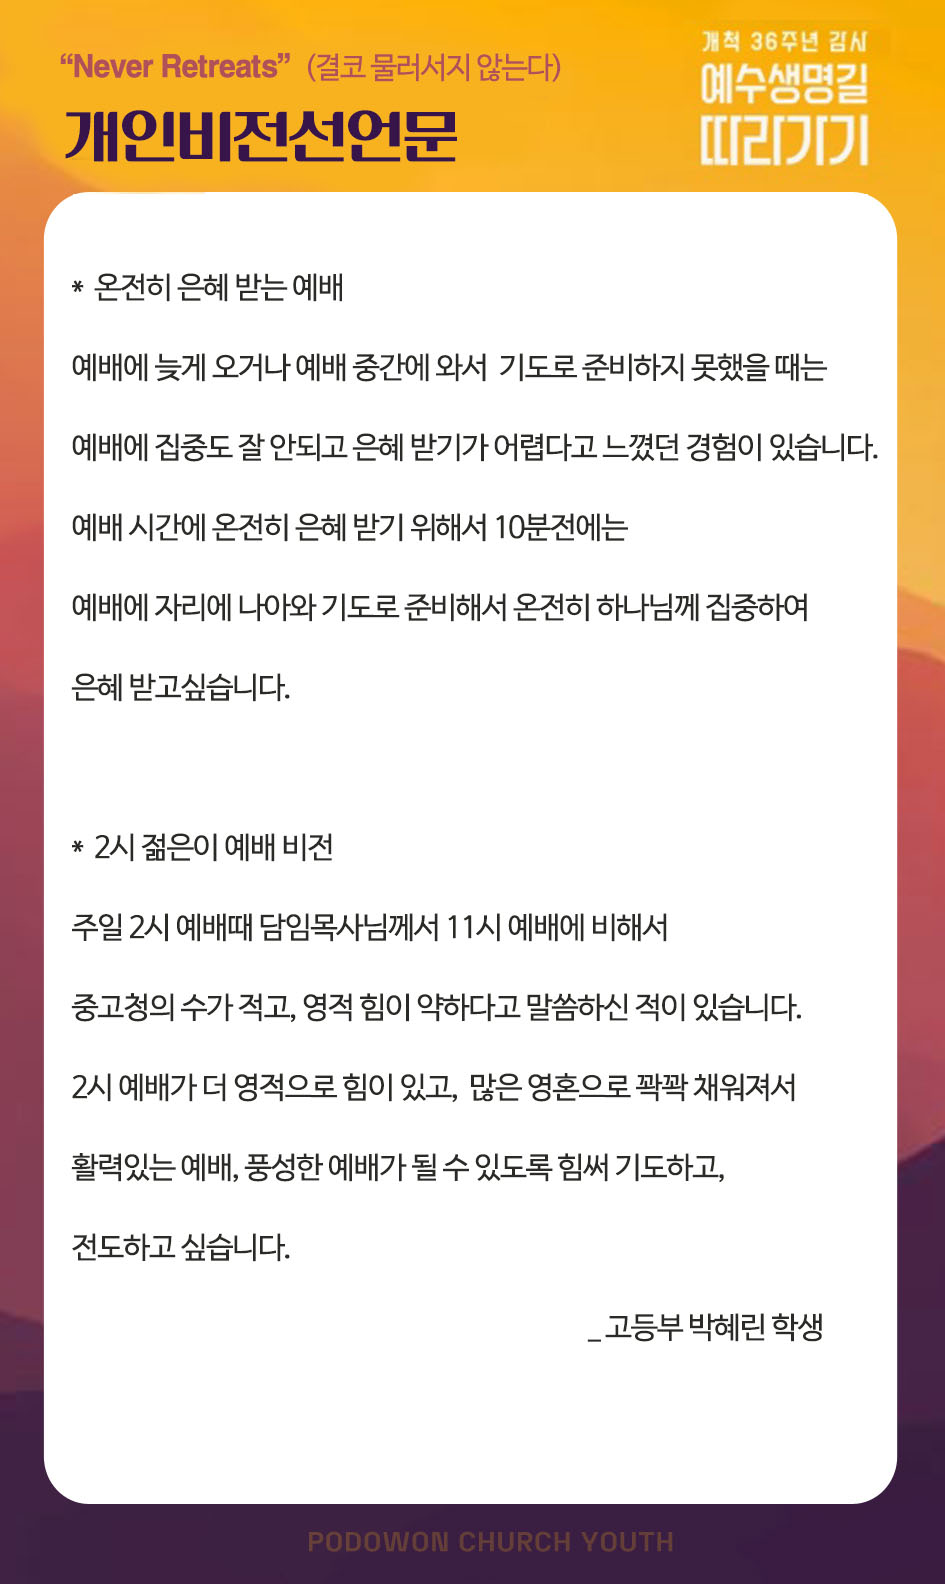 “Never Retreats” (결코 물러서지 않는다)
개인비전선언문
개척 36주년 감사
예수생명길
따라가기
* 온전히 은혜 받는 예배
예배에 늦게 오거나 예배 중간에 와서 기도로 준비하지 못했을 때는
예배에 집중도 잘 안되고 은혜 받기가 어렵다고 느꼈던 경험이 있습니다.
예배 시간에 온전히 은혜 받기 위해서 10분전에는
예배에 자리에 나아와 기도로 준비해서 온전히 하나님께 집중하여
은혜 받고싶습니다.
* 2시 젊은이 예배 비전
주일 2시 예배때 담임목사님께서 11시 예배에 비해서
중고청의 수가 적고, 영적 힘이 약하다고 말씀하신 적이 있습니다.
2시 예배가 더 영적으로 힘이 있고, 많은 영혼으로 꽉꽉 채워져서
활력있는 예배, 풍성한 예배가 될 수 있도록 힘써 기도하고,
전도하고 싶습니다.
_ 고등부 박혜린 학생
PODOWON CHURCH YOUTH